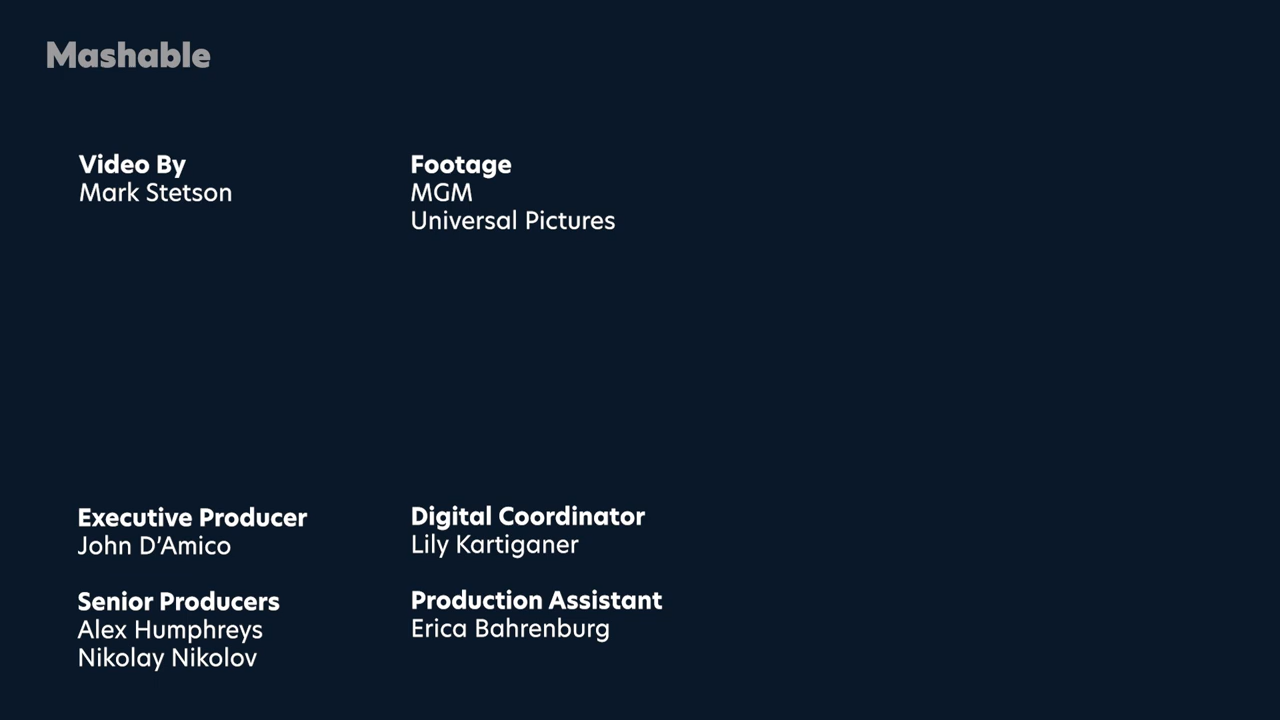 Mashable
Video By
Mark Stetson
Footage
MGM
Universal Pictures
Executive Producer
John D’Amico
Senior Producers
Alex Humphreys
Nikolay Nikolov
Digital Coordinator
Lily Kartiganer
Production Assistant
Erica Bahrenburg